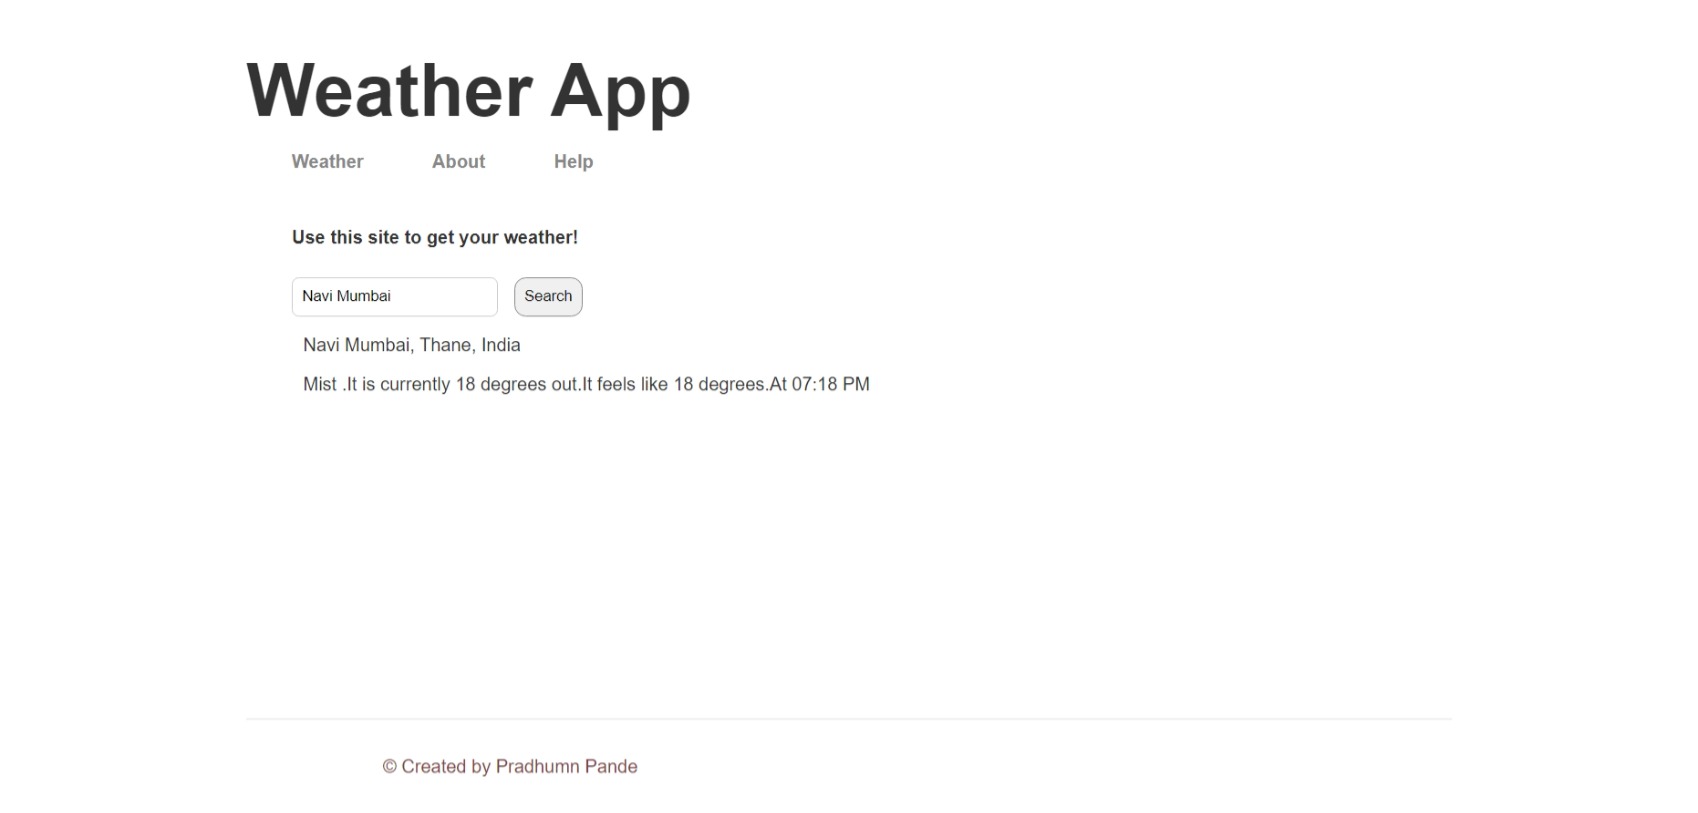 Weather App
Weather About Help
Use this site to get your weather!
Navi Mumbai Search
Navi Mumbai, Thane, India
Mist .It is currently 18 degrees out.It feels like 18 degrees.At 07:18 PM
© Created by Pradhumn Pande